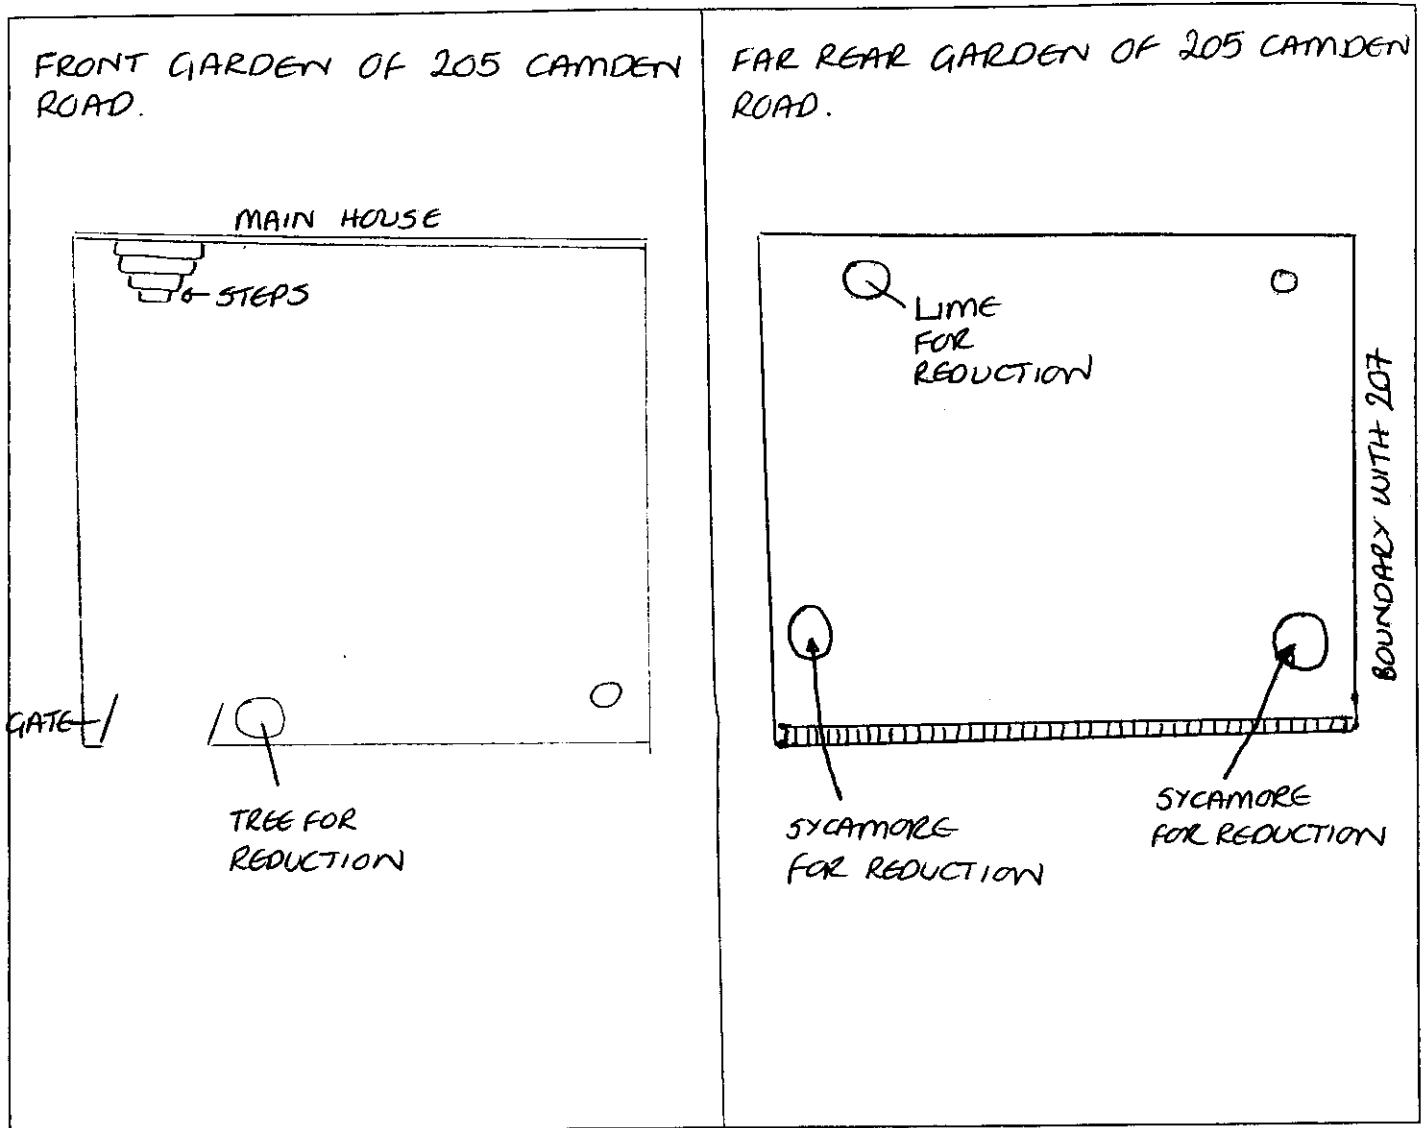 FRONT GARDEN OF 205 CAMDEN
ROAD.
MAIN HOUSE
STEPS
GATE
TREE FOR
REDUCTION
FAR REAR GARDEN OF 205 CAMDEN
ROAD.
LIME
FOR
REDUCTION
BOUNDARY WITH 207
SYCAMORE
FOR REDUCTION
SYCAMORE
FOR REDUCTION